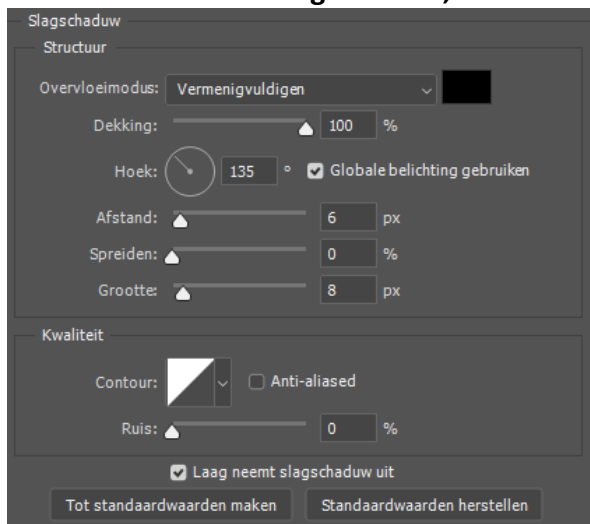 Slagschaduw
Structuur
Overvloeimodus: Vermenigvuldigen
Dekking: 100 %
Hoek: 135 ° Globale belichting gebruiken
Afstand: 6 px
Spreiden: 0 %
Grootte: 8 px
Kwaliteit
Contour: Anti-aliased
Ruis: 0 %
Laag neemt slagschaduw uit
Tot standaardwaarden maken Standaardwaarden herstellen